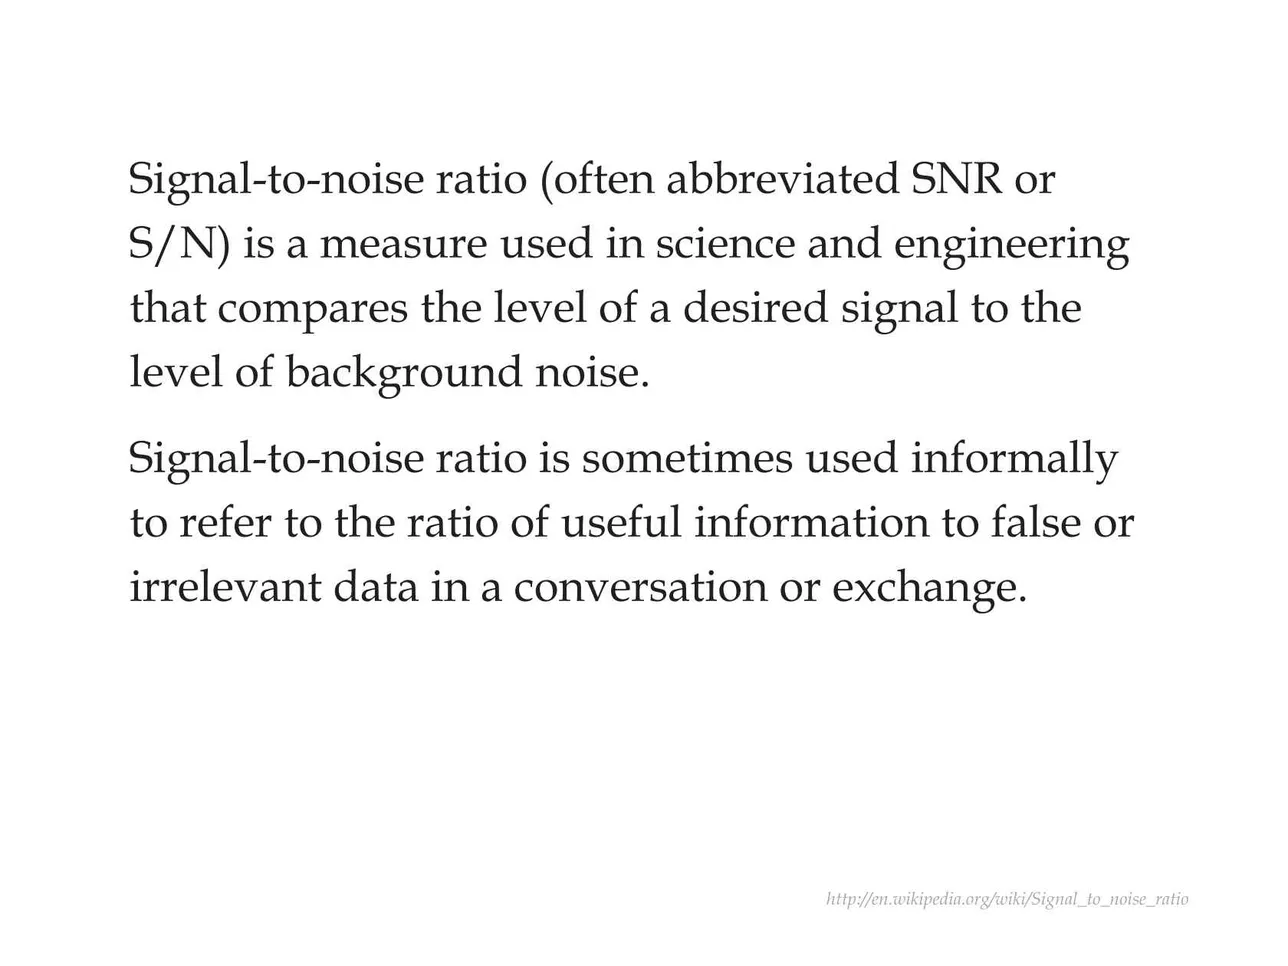 Signal-to-noise ratio (often abbreviated SNR or
S/N) is a measure used in science and engineering
that compares the level of a desired signal to the
level of background noise.
Signal-to-noise ratio is sometimes used informally
to refer to the ratio of useful information to false or
irrelevant data in a conversation or exchange.
http://en.wikipedia.org/wiki/Signal_to_noise_ratio